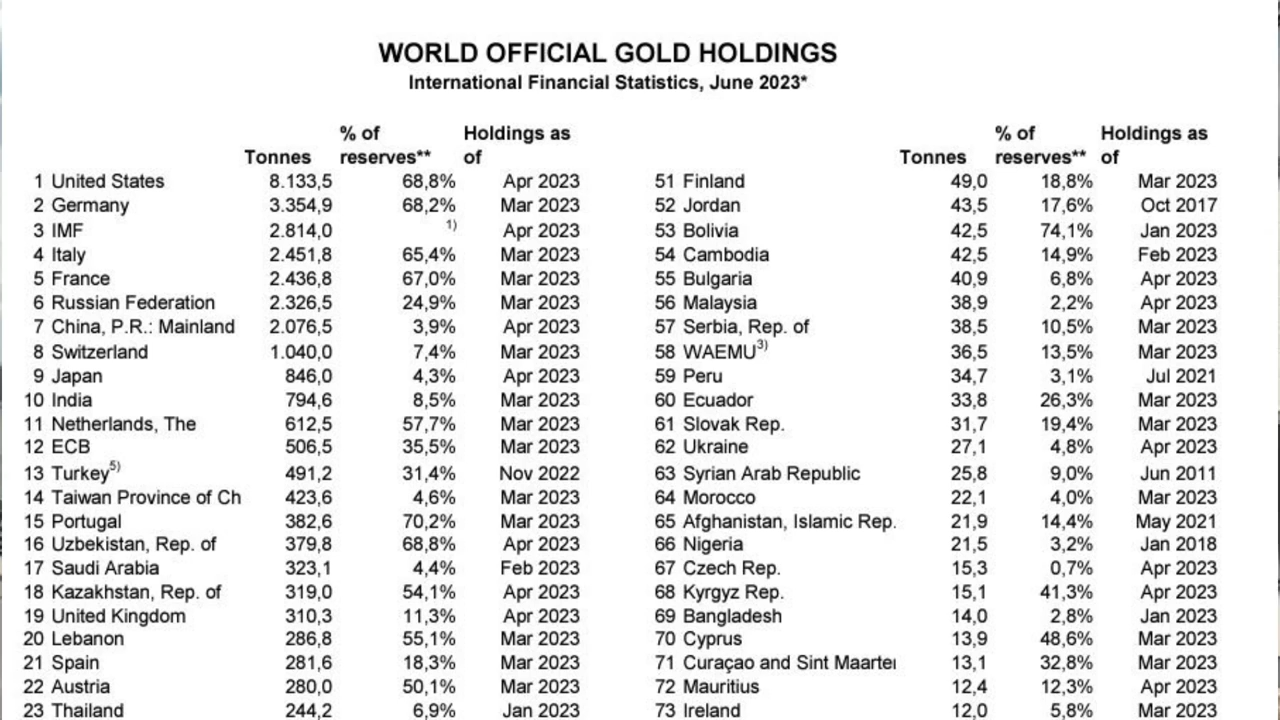 WORLD OFFICIAL GOLD HOLDINGS
International Financial Statistics, June 2023*
% of Holdings as % of Holdings as
Tonnes reserves** of Tonnes reserves** of
1 United States 8.133,5 68,8% Apr 2023 51 Finland 49,0 18,8% Mar 2023
2 Germany 3.354,9 68,2% Mar 2023 52 Jordan 43,5 17,6% Oct 2017
3 IMF 2.814,0 1) Apr 2023 53 Bolivia 42,5 74,1% Jan 2023
4 Italy 2.451,8 65,4% Mar 2023 54 Cambodia 42,5 14,9% Feb 2023
5 France 2.436,8 67,0% Mar 2023 55 Bulgaria 40,9 6,8% Apr 2023
6 Russian Federation 2.326,5 24,9% Mar 2023 56 Malaysia 38,9 2,2% Apr 2023
7 China, P.R.: Mainland 2.076,5 3,9% Apr 2023 57 Serbia, Rep. of 38,5 10,5% Mar 2023
8 Switzerland 1.040,0 7,4% Mar 2023 58 WAEMU3) 36,5 13,5% Mar 2023
9 Japan 846,0 4,3% Apr 2023 59 Peru 34,7 3,1% Jul 2021
10 India 794,6 8,5% Mar 2023 60 Ecuador 33,8 26,3% Mar 2023
11 Netherlands, The 612,5 57,7% Mar 2023 61 Slovak Rep. 31,7 19,4% Mar 2023
12 ECB 506,5 35,5% Mar 2023 62 Ukraine 27,1 4,8% Apr 2023
13 Turkey5) 491,2 31,4% Nov 2022 63 Syrian Arab Republic 25,8 9,0% Jun 2011
14 Taiwan Province of Ch 423,6 4,6% Mar 2023 64 Morocco 22,1 4,0% Mar 2023
15 Portugal 382,6 70,2% Mar 2023 65 Afghanistan, Islamic Rep. 21,9 14,4% May 2021
16 Uzbekistan, Rep. of 379,8 68,8% Apr 2023 66 Nigeria 21,5 3,2% Jan 2018
17 Saudi Arabia 323,1 4,4% Feb 2023 67 Czech Rep. 15,3 0,7% Apr 2023
18 Kazakhstan, Rep. of 319,0 54,1% Apr 2023 68 Kyrgyz Rep. 15,1 41,3% Apr 2023
19 United Kingdom 310,3 11,3% Apr 2023 69 Bangladesh 14,0 2,8% Jan 2023
20 Lebanon 286,8 55,1% Mar 2023 70 Cyprus 13,9 48,6% Mar 2023
21 Spain 281,6 18,3% Mar 2023 71 Curaçao and Sint Maarte 13,1 32,8% Mar 2023
22 Austria 280,0 50,1% Mar 2023 72 Mauritius 12,4 12,3% Apr 2023
23 Thailand 244,2 6,9% Jan 2023 73 Ireland 12,0 5,8% Mar 2023